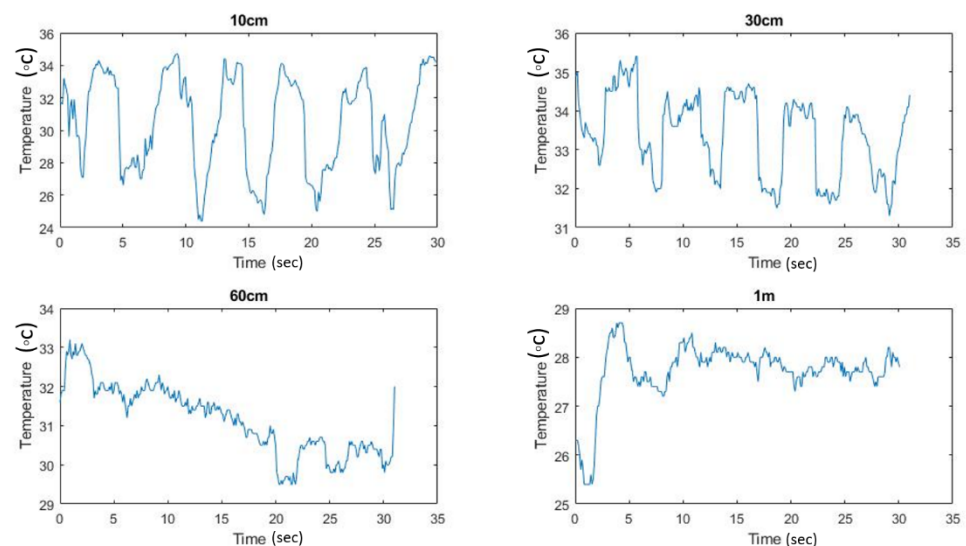 10cm
Temperature (°c)
36
34
32
30
28
26
24
0 5 10 15 20 25 30
Time (sec)
30cm
Temperature (°c)
36
35
34
33
32
31
0 5 10 15 20 25 30 35
Time (sec)
60cm
Temperature (°c)
34
33
32
31
30
29
0 5 10 15 20 25 30 35
Time (sec)
1m
Temperature (°c)
29
28
27
26
25
0 5 10 15 20 25 30 35
Time (sec)